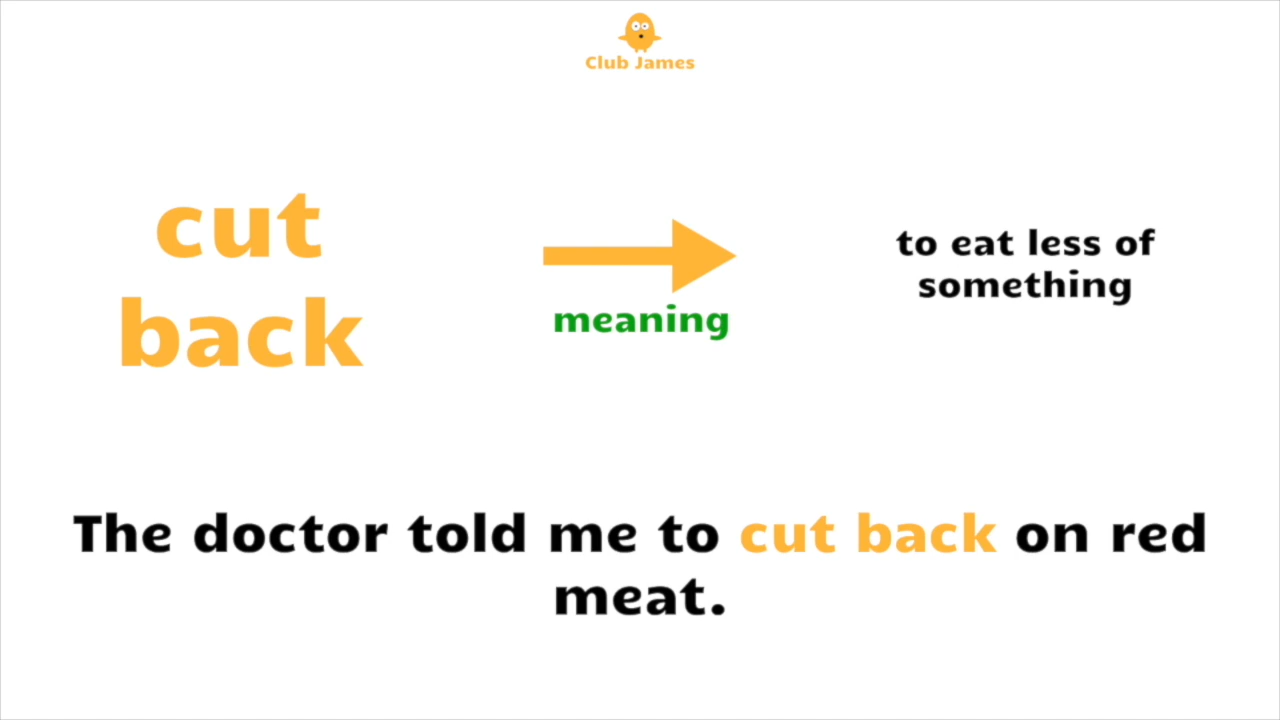 Club James
cut
back
meaning
to eat less of
something
The doctor told me to cut back on red
meat.